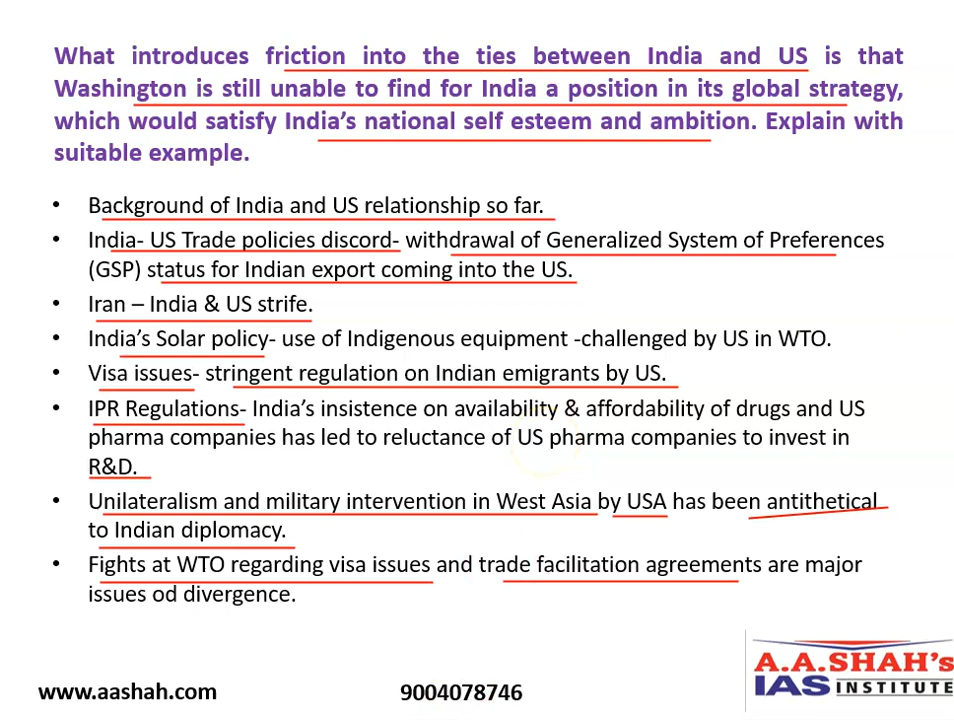 What introduces friction into the ties between India and US is that
Washington is still unable to find for India a position in its global strategy,
which would satisfy India's national self esteem and ambition. Explain with
suitable example.
• Background of India and US relationship so far.
• India- US Trade policies discord- withdrawal of Generalized System of Preferences
(GSP) status for Indian export coming into the US.
• Iran – India & US strife.
• India's Solar policy- use of Indigenous equipment -challenged by US in WTO.
• Visa issues- stringent regulation on Indian emigrants by US.
• IPR Regulations- India's insistence on availability & affordability of drugs and US
pharma companies has led to reluctance of US pharma companies to invest in
R&D.
• Unilateralism and military intervention in West Asia by USA has been antithetical
to Indian diplomacy.
• Fights at WTO regarding visa issues and trade facilitation agreements are major
issues od divergence.
www.aashah.com
9004078746
A.A.SHAH's
IAS INSTITUTE